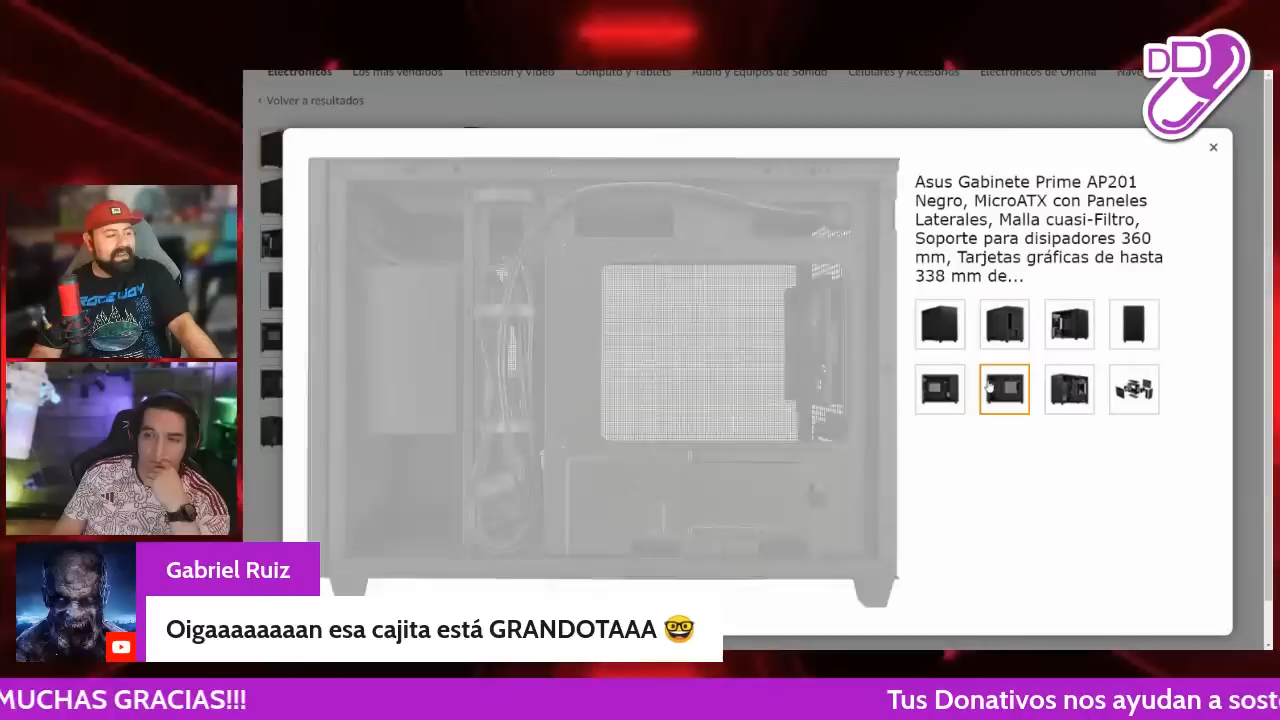 DD
Electrónicos Los más vendidos Televisión y Video Cómputo y Tablets Audio y Equipos de Sonido Celulares y Accesorios Electrónicos de Oficina
‹ Volver a resultados
×
Asus Gabinete Prime AP201
Negro, MicroATX con Paneles
Laterales, Malla cuasi-Filtro,
Soporte para disipadores 360
mm, Tarjetas gráficas de hasta
338 mm de...
Gabriel Ruiz
Oigaaaaaaaan esa cajita está GRANDOTAAA 🤓
MUCHAS GRACIAS!!! Tus Donativos nos ayudan a sost